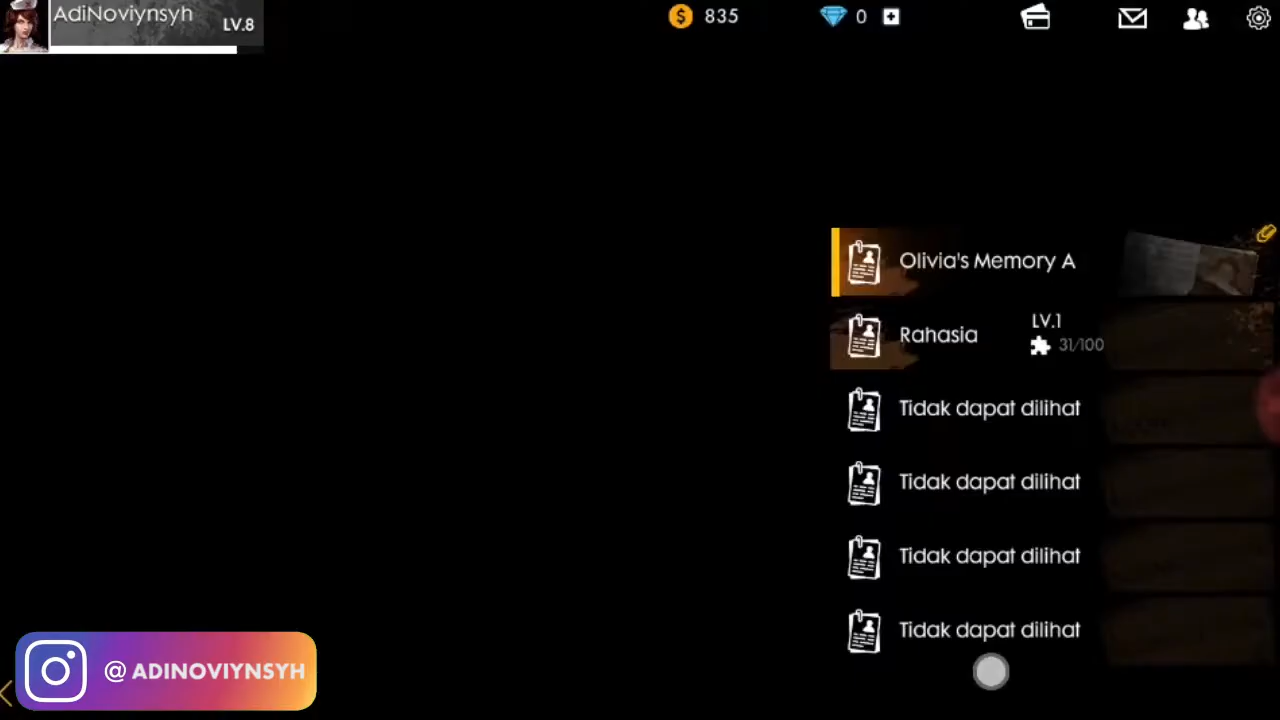 AdiNoviynsyh
LV.8
835
0
Olivia's Memory A
Rahasia
LV.1
31/100
Tidak dapat dilihat
Tidak dapat dilihat
Tidak dapat dilihat
Tidak dapat dilihat
@ ADINOVIYNSYH